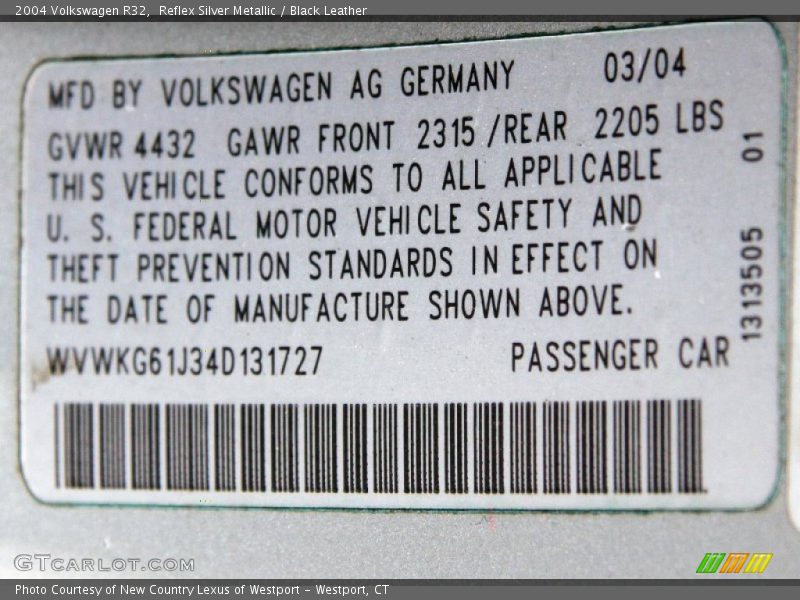 2004 Volkswagen R32, Reflex Silver Metallic / Black Leather
MFD BY VOLKSWAGEN AG GERMANY 03/04
GVWR 4432 GAWR FRONT 2315 /REAR 2205 LBS
THIS VEHICLE CONFORMS TO ALL APPLICABLE
U. S. FEDERAL MOTOR VEHICLE SAFETY AND
THEFT PREVENTION STANDARDS IN EFFECT ON
THE DATE OF MANUFACTURE SHOWN ABOVE.
WVWKG61J34D131727 PASSENGER CAR
1313505 01
GTCARLOT.COM
Photo Courtesy of New Country Lexus of Westport - Westport, CT